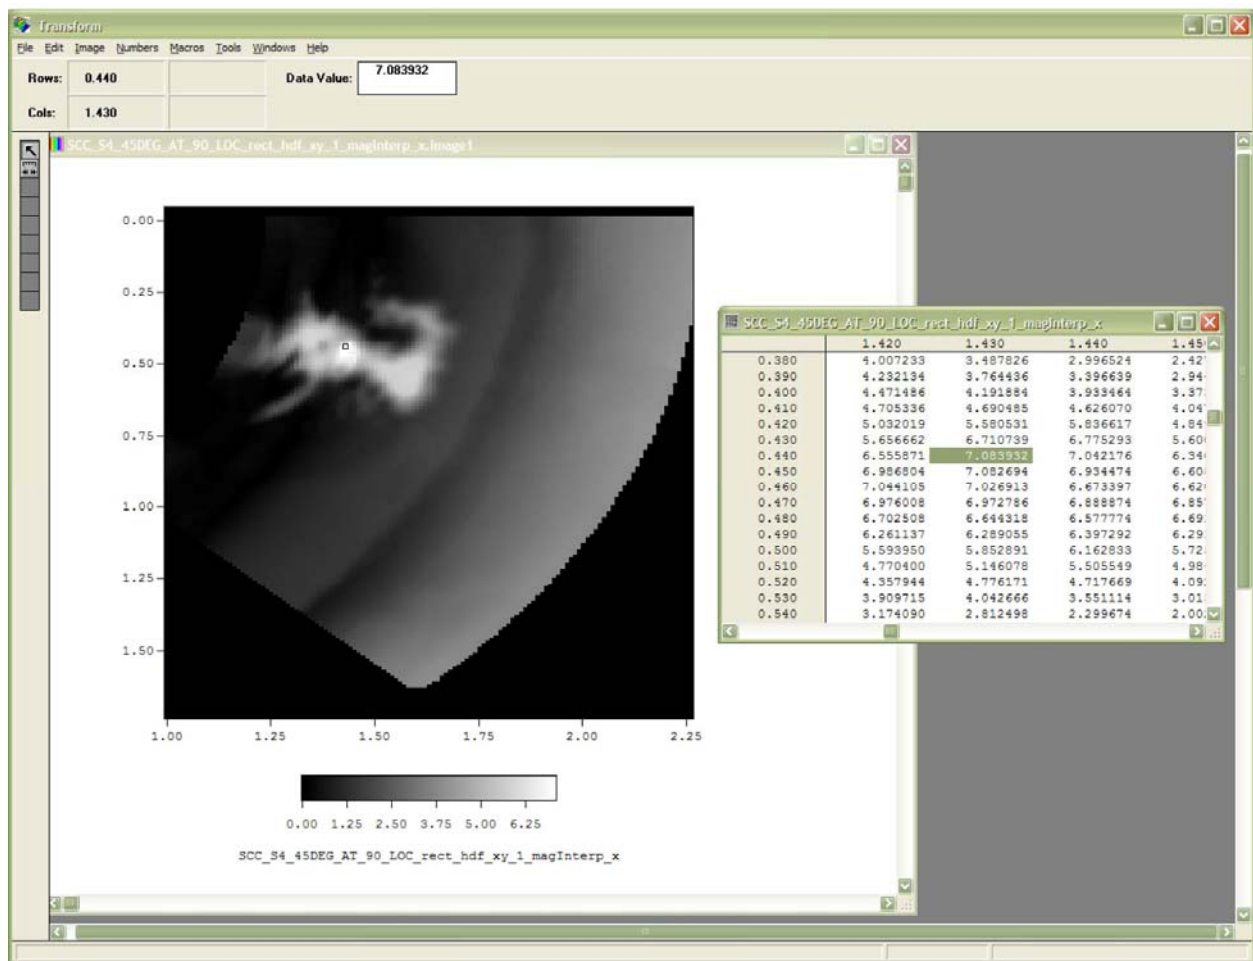 Transform
File Edit Image Numbers Macros Tools Windows Help
Rows: 0.440 Data Value: 7.083932
Cols: 1.430
SCC_S4_45DEG_AT_90_LOC_rect_hdf_xy_1_magInterp_x.image1
0.00
0.25
0.50
0.75
1.00
1.25
1.50
1.00 1.25 1.50 1.75 2.00 2.25
0.00 1.25 2.50 3.75 5.00 6.25
SCC_S4_45DEG_AT_90_LOC_rect_hdf_xy_1_magInterp_x
SCC_S4_45DEG_AT_90_LOC_rect_hdf_xy_1_magInterp_x
1.420 1.430 1.440
0.380 4.007233 3.487826 2.996524
0.390 4.232134 3.764436 3.396639
0.400 4.471486 4.191884 3.933464
0.410 4.705336 4.690485 4.626070
0.420 5.032019 5.580531 5.836617
0.430 5.656662 6.710739 6.775293
0.440 6.555871 7.083932 7.042176
0.450 6.986804 7.082694 6.934474
0.460 7.044105 7.026913 6.673397
0.470 6.976008 6.972786 6.888874
0.480 6.702508 6.644318 6.577774
0.490 6.261137 6.289055 6.397292
0.500 5.593950 5.852891 6.162833
0.510 4.770400 5.146078 5.505549
0.520 4.357944 4.776171 4.717669
0.530 3.909715 4.042666 3.551114
0.540 3.174090 2.812498 2.299674